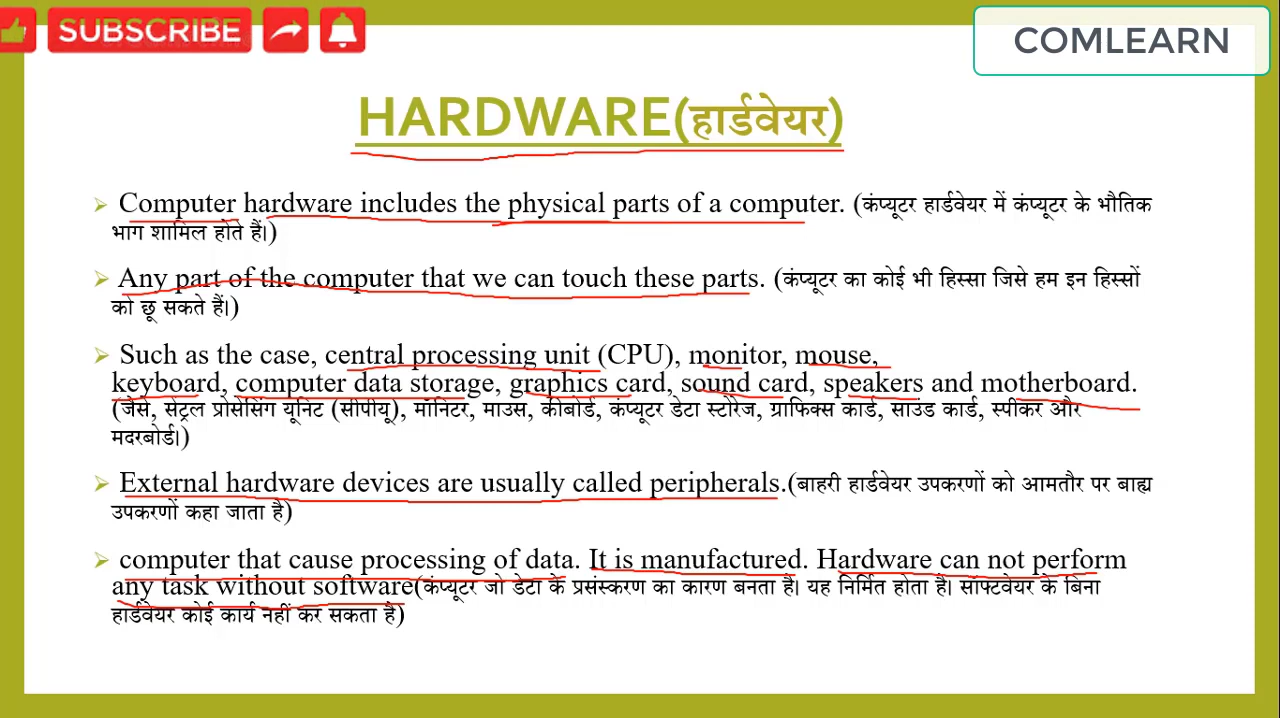 SUBSCRIBE
COMLEARN
HARDWARE(हार्डवेयर)
Computer hardware includes the physical parts of a computer. (कंप्यूटर हार्डवेयर में कंप्यूटर के भौतिक
भाग शामिल होते हैं।)
Any part of the computer that we can touch these parts. (कंप्यूटर का कोई भी हिस्सा जिसे हम इन हिस्सों
को छू सकते हैं।)
Such as the case, central processing unit (CPU), monitor, mouse,
keyboard, computer data storage, graphics card, sound card, speakers and motherboard.
(जैसे, सेंट्रल प्रोसेसिंग यूनिट (सीपीयू), मॉनिटर, माउस, कीबोर्ड, कंप्यूटर डेटा स्टोरेज, ग्राफिक्स कार्ड, साउंड कार्ड, स्पीकर और
मदरबोर्ड।)
External hardware devices are usually called peripherals.(बाहरी हार्डवेयर उपकरणों को आमतौर पर बाह्य
उपकरणों कहा जाता है)
computer that cause processing of data. It is manufactured. Hardware can not perform
any task without software(कंप्यूटर जो डेटा के प्रसंस्करण का कारण बनता है। यह निर्मित होता है। सॉफ्टवेयर के बिना
हार्डवेयर कोई कार्य नहीं कर सकता है)